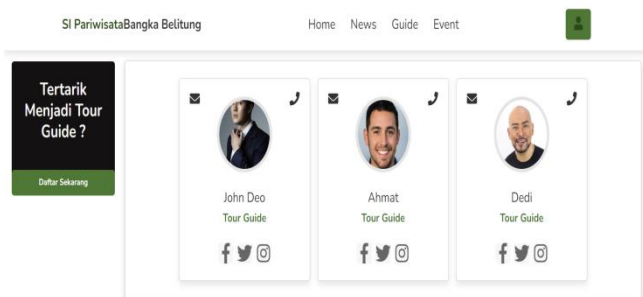 SI PariwisataBangka Belitung
Home News Guide Event
Tertarik
Menjadi Tour
Guide ?
Daftar Sekarang
John Deo
Tour Guide
Ahmat
Tour Guide
Dedi
Tour Guide